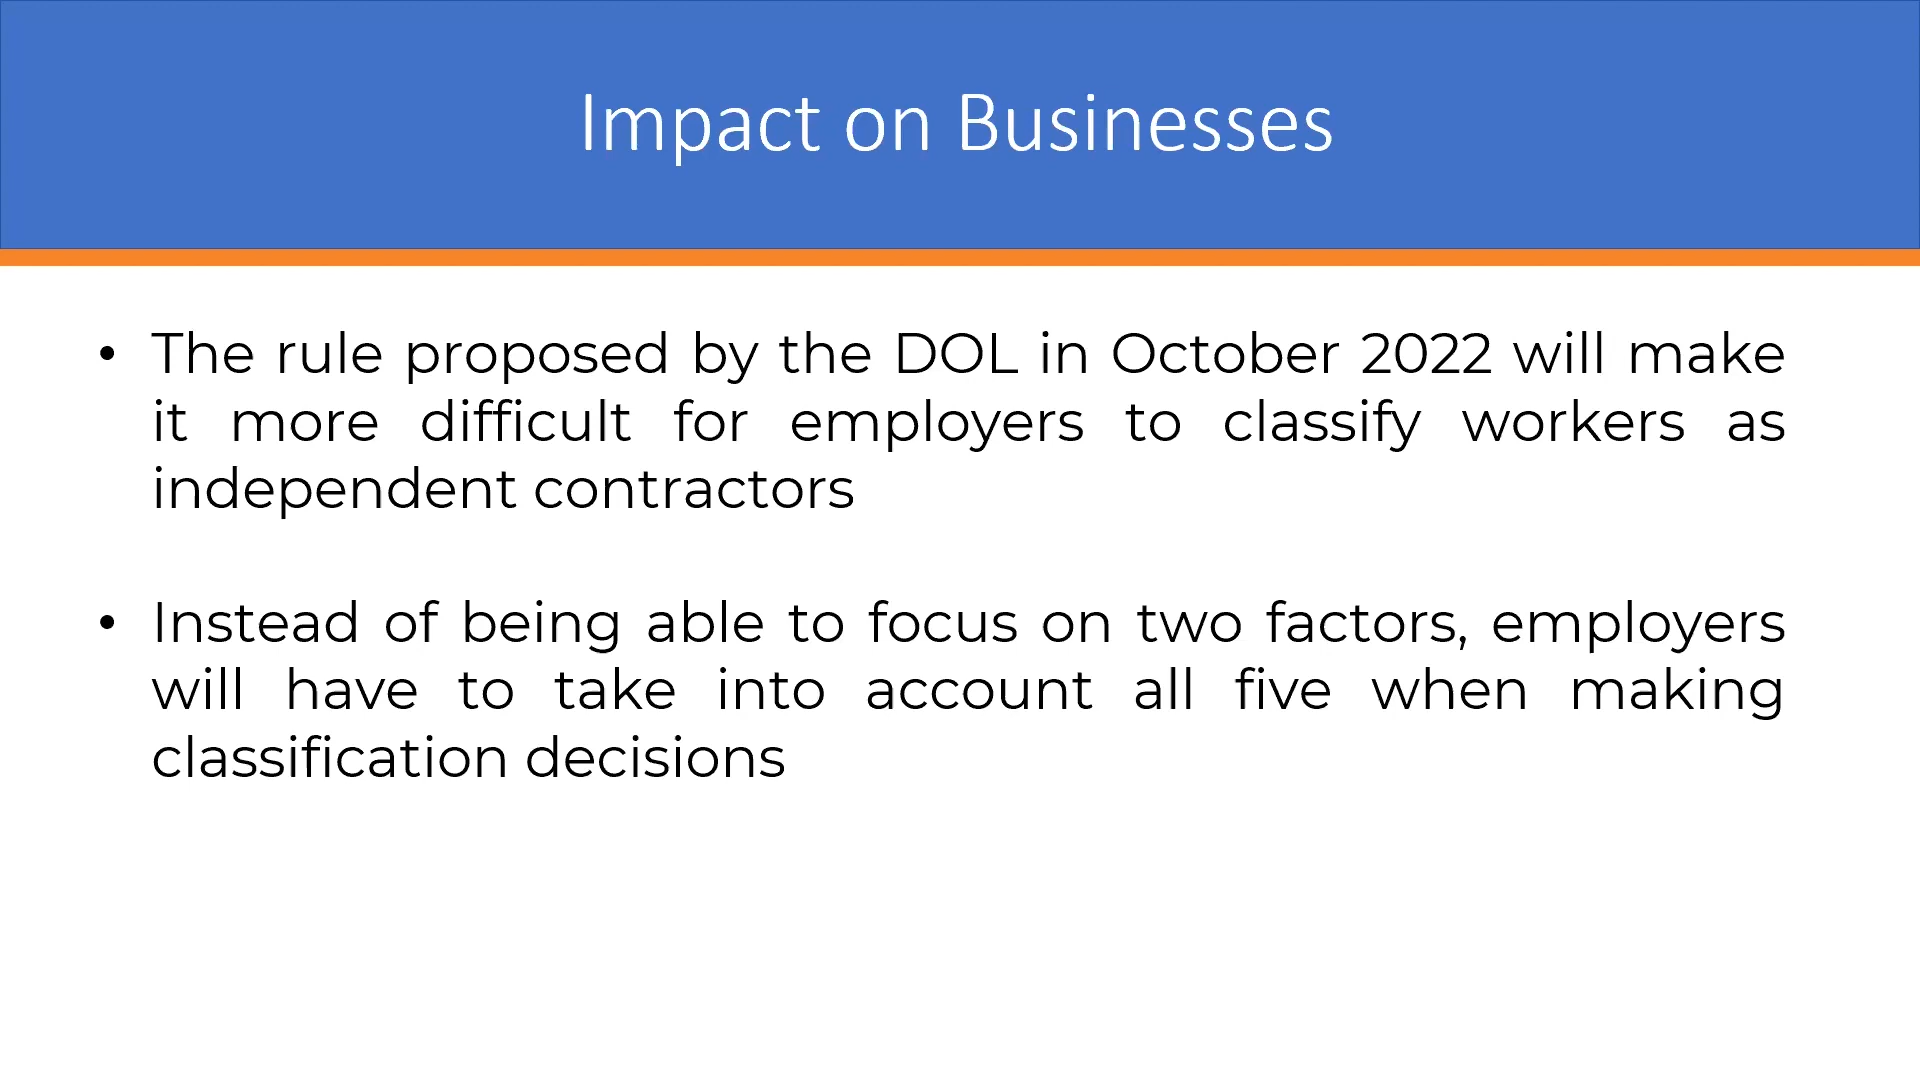 Impact on Businesses
• The rule proposed by the DOL in October 2022 will make
it more difficult for employers to classify workers as
independent contractors
• Instead of being able to focus on two factors, employers
will have to take into account all five when making
classification decisions